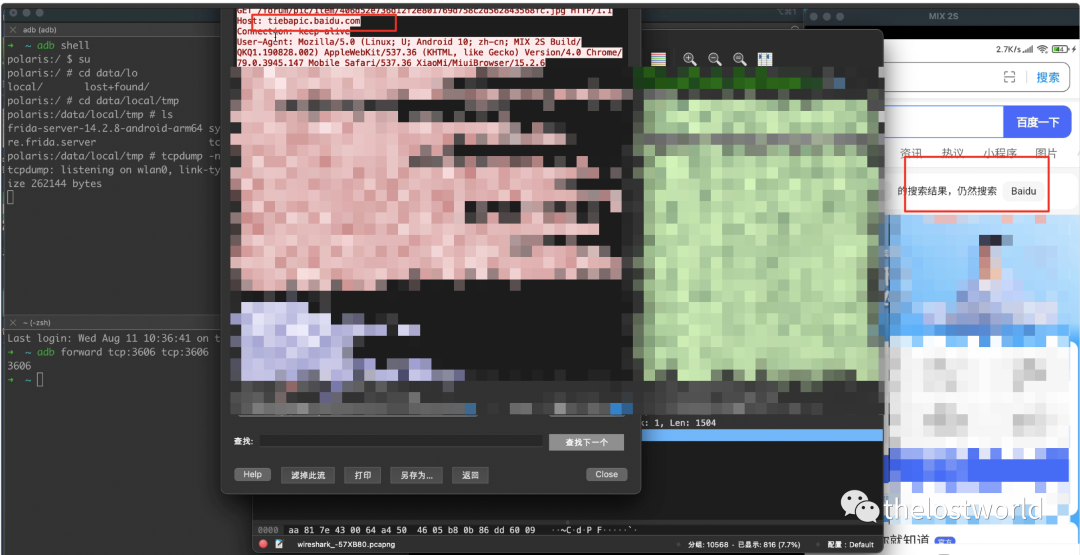 adb (adb)
➜ ~ adb shell
polaris:/ $ su
polaris:/ # cd data/lo
local/ lost+found/
polaris:/ # cd data/local/tmp
polaris:/data/local/tmp # ls
frida-server-14.2.8-android-arm64 sy
re.frida.server tc
polaris:/data/local/tmp # tcpdump -n
tcpdump: listening on wlan0, link-ty
ize 262144 bytes
~ (-zsh)
Last login: Wed Aug 11 10:36:41 on t
➜ ~ adb forward tcp:3606 tcp:3606
3606
➜ ~
Host: tiebapic.baidu.com
Connection: keep-alive
User-Agent: Mozilla/5.0 (Linux; U; Android 10; zh-cn; MIX 2S Build/
QKQ1.190828.002) AppleWebKit/537.36 (KHTML, like Gecko) Version/4.0 Chrome/
79.0.3945.147 Mobile Safari/537.36 XiaoMi/MiuiBrowser/15.2.6
k: 1, Len: 1504
查找:
查找下一个
Help
滤掉此流
打印
另存为…
返回
Close
0000 aa 81 7e 43 00 64 a4 50 46 05 b8 0b 86 dd 60 09 ··~C·d·P F·····`·
wireshark_-57XB80.pcapng
分组: 10568 · 已显示: 816 (7.7%)
配置: Default
MIX 2S
2.7K/s
搜索
百度一下
资讯 热议 小程序 图片
的搜索结果，仍然搜索 Baidu
就知道 官方
thelostworld